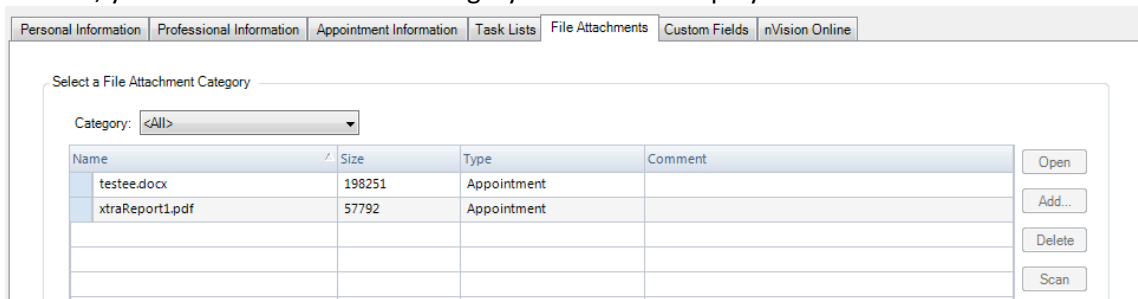 Personal Information Professional Information Appointment Information Task Lists File Attachments Custom Fields nVision Online
Select a File Attachment Category
Category: <All>
Name Size Type Comment
Open
testee.docx 198251 Appointment
xtraReport1.pdf 57792 Appointment
Add...
Delete
Scan